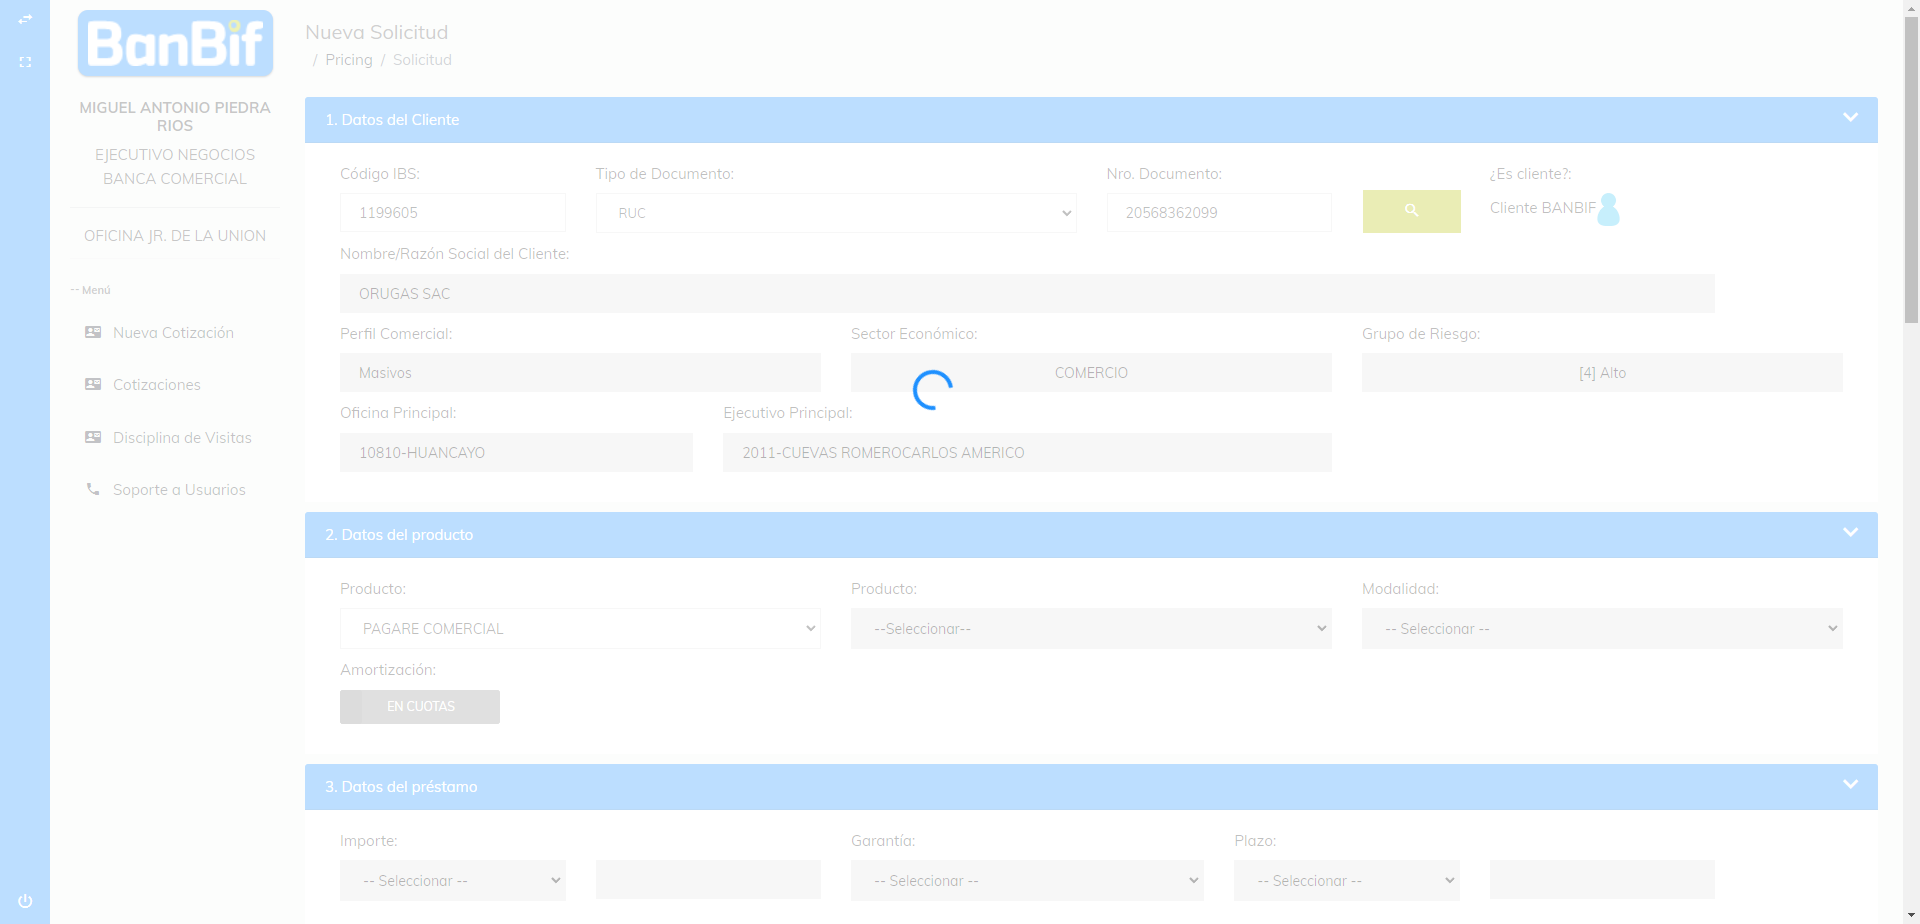 BanBif
MIGUEL ANTONIO PIEDRA
RIOS
EJECUTIVO NEGOCIOS
BANCA COMERCIAL
OFICINA JR. DE LA UNION
-- Menú
Nueva Cotización
Cotizaciones
Disciplina de Visitas
Soporte a Usuarios
Nueva Solicitud
/ Pricing / Solicitud
1. Datos del Cliente
Código IBS: Tipo de Documento: Nro. Documento: ¿Es cliente?:
1199605 RUC 20568362099 Cliente BANBIF
Nombre/Razón Social del Cliente:
ORUGAS SAC
Perfil Comercial: Sector Económico: Grupo de Riesgo:
Masivos COMERCIO [4] Alto
Oficina Principal: Ejecutivo Principal:
10810-HUANCAYO 2011-CUEVAS ROMEROCARLOS AMERICO
2. Datos del producto
Producto: Producto: Modalidad:
PAGARE COMERCIAL --Seleccionar-- -- Seleccionar --
Amortización:
EN CUOTAS
3. Datos del préstamo
Importe: Garantía: Plazo:
-- Seleccionar -- -- Seleccionar -- -- Seleccionar --